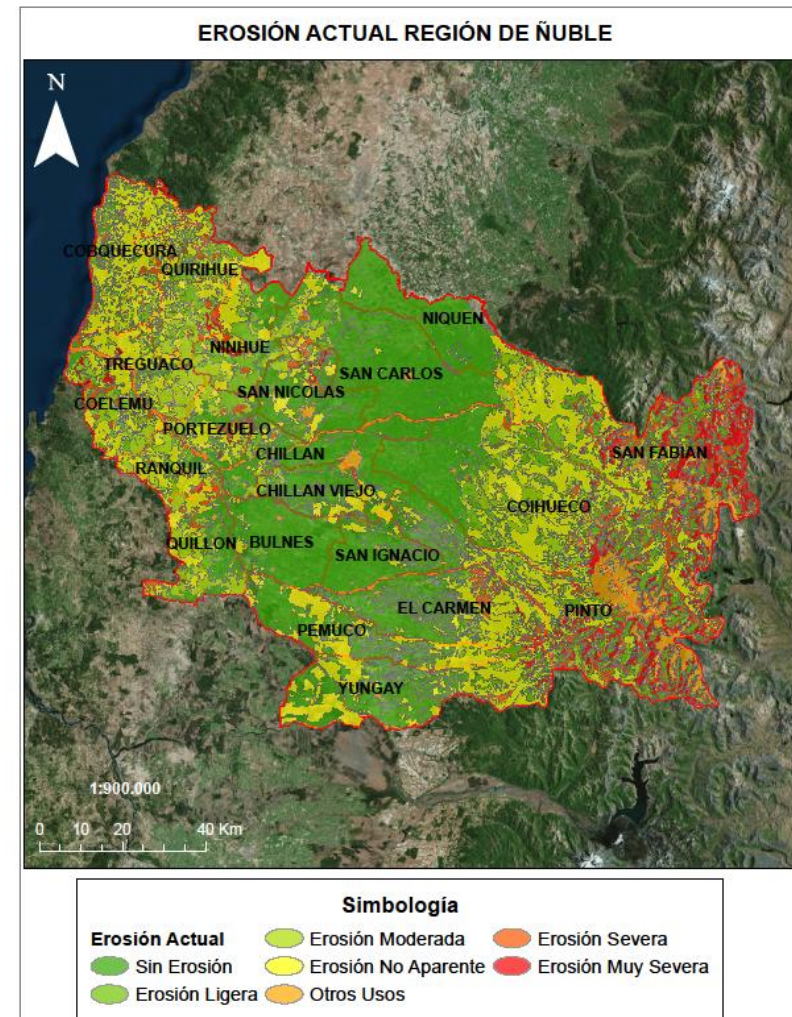 EROSIÓN ACTUAL REGIÓN DE ÑUBLE
N
COBQUECURA
QUIRIHUE
NIQUEN
NINHUE
TREGUACO
SAN CARLOS
SAN NICOLAS
COELEMU
PORTEZUELO
CHILLAN
SAN FABIAN
RANQUIL
CHILLAN VIEJO
COIHUECO
QUILLON
BULNES
SAN IGNACIO
EL CARMEN
PINTO
PEMUCO
YUNGAY
1:900.000
0 10 20 40 Km
Simbología
Erosión Actual
Sin Erosión
Erosión Ligera
Erosión Moderada
Erosión No Aparente
Otros Usos
Erosión Severa
Erosión Muy Severa